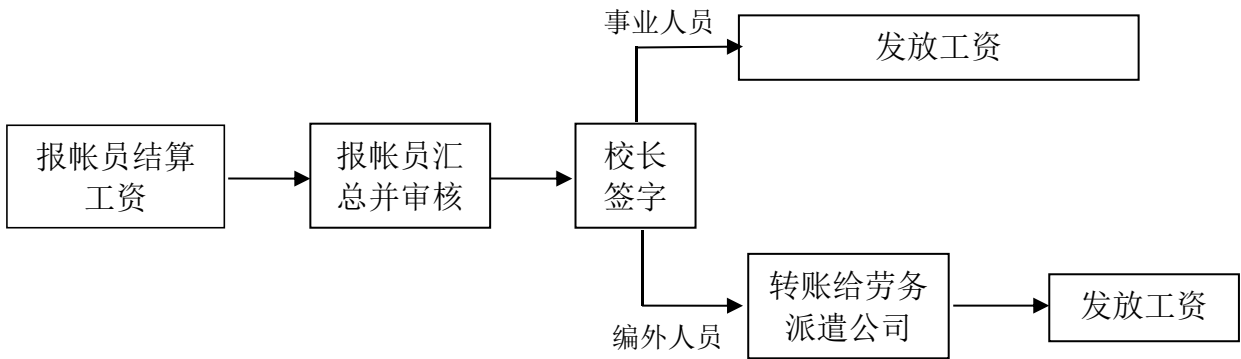 事业人员
发放工资
报帐员结算
工资
报帐员汇
总并审核
校长
签字
编外人员
转账给劳务
派遣公司
发放工资